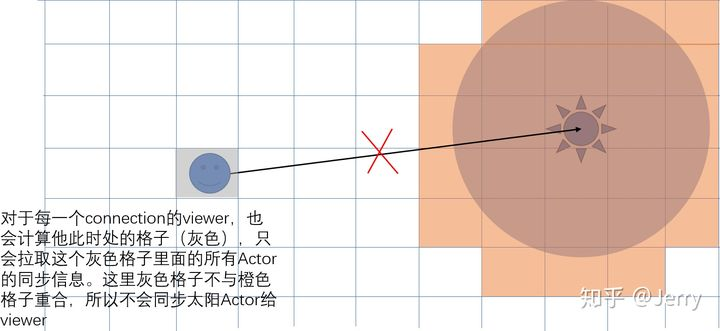 对于每一个connection的viewer，也
会计算他此时处的格子（灰色），只
会拉取这个灰色格子里面的所有Actor
的同步信息。这里灰色格子不与橙色
格子重合，所以不会同步太阳Actor给
viewer
知乎 @Jerry